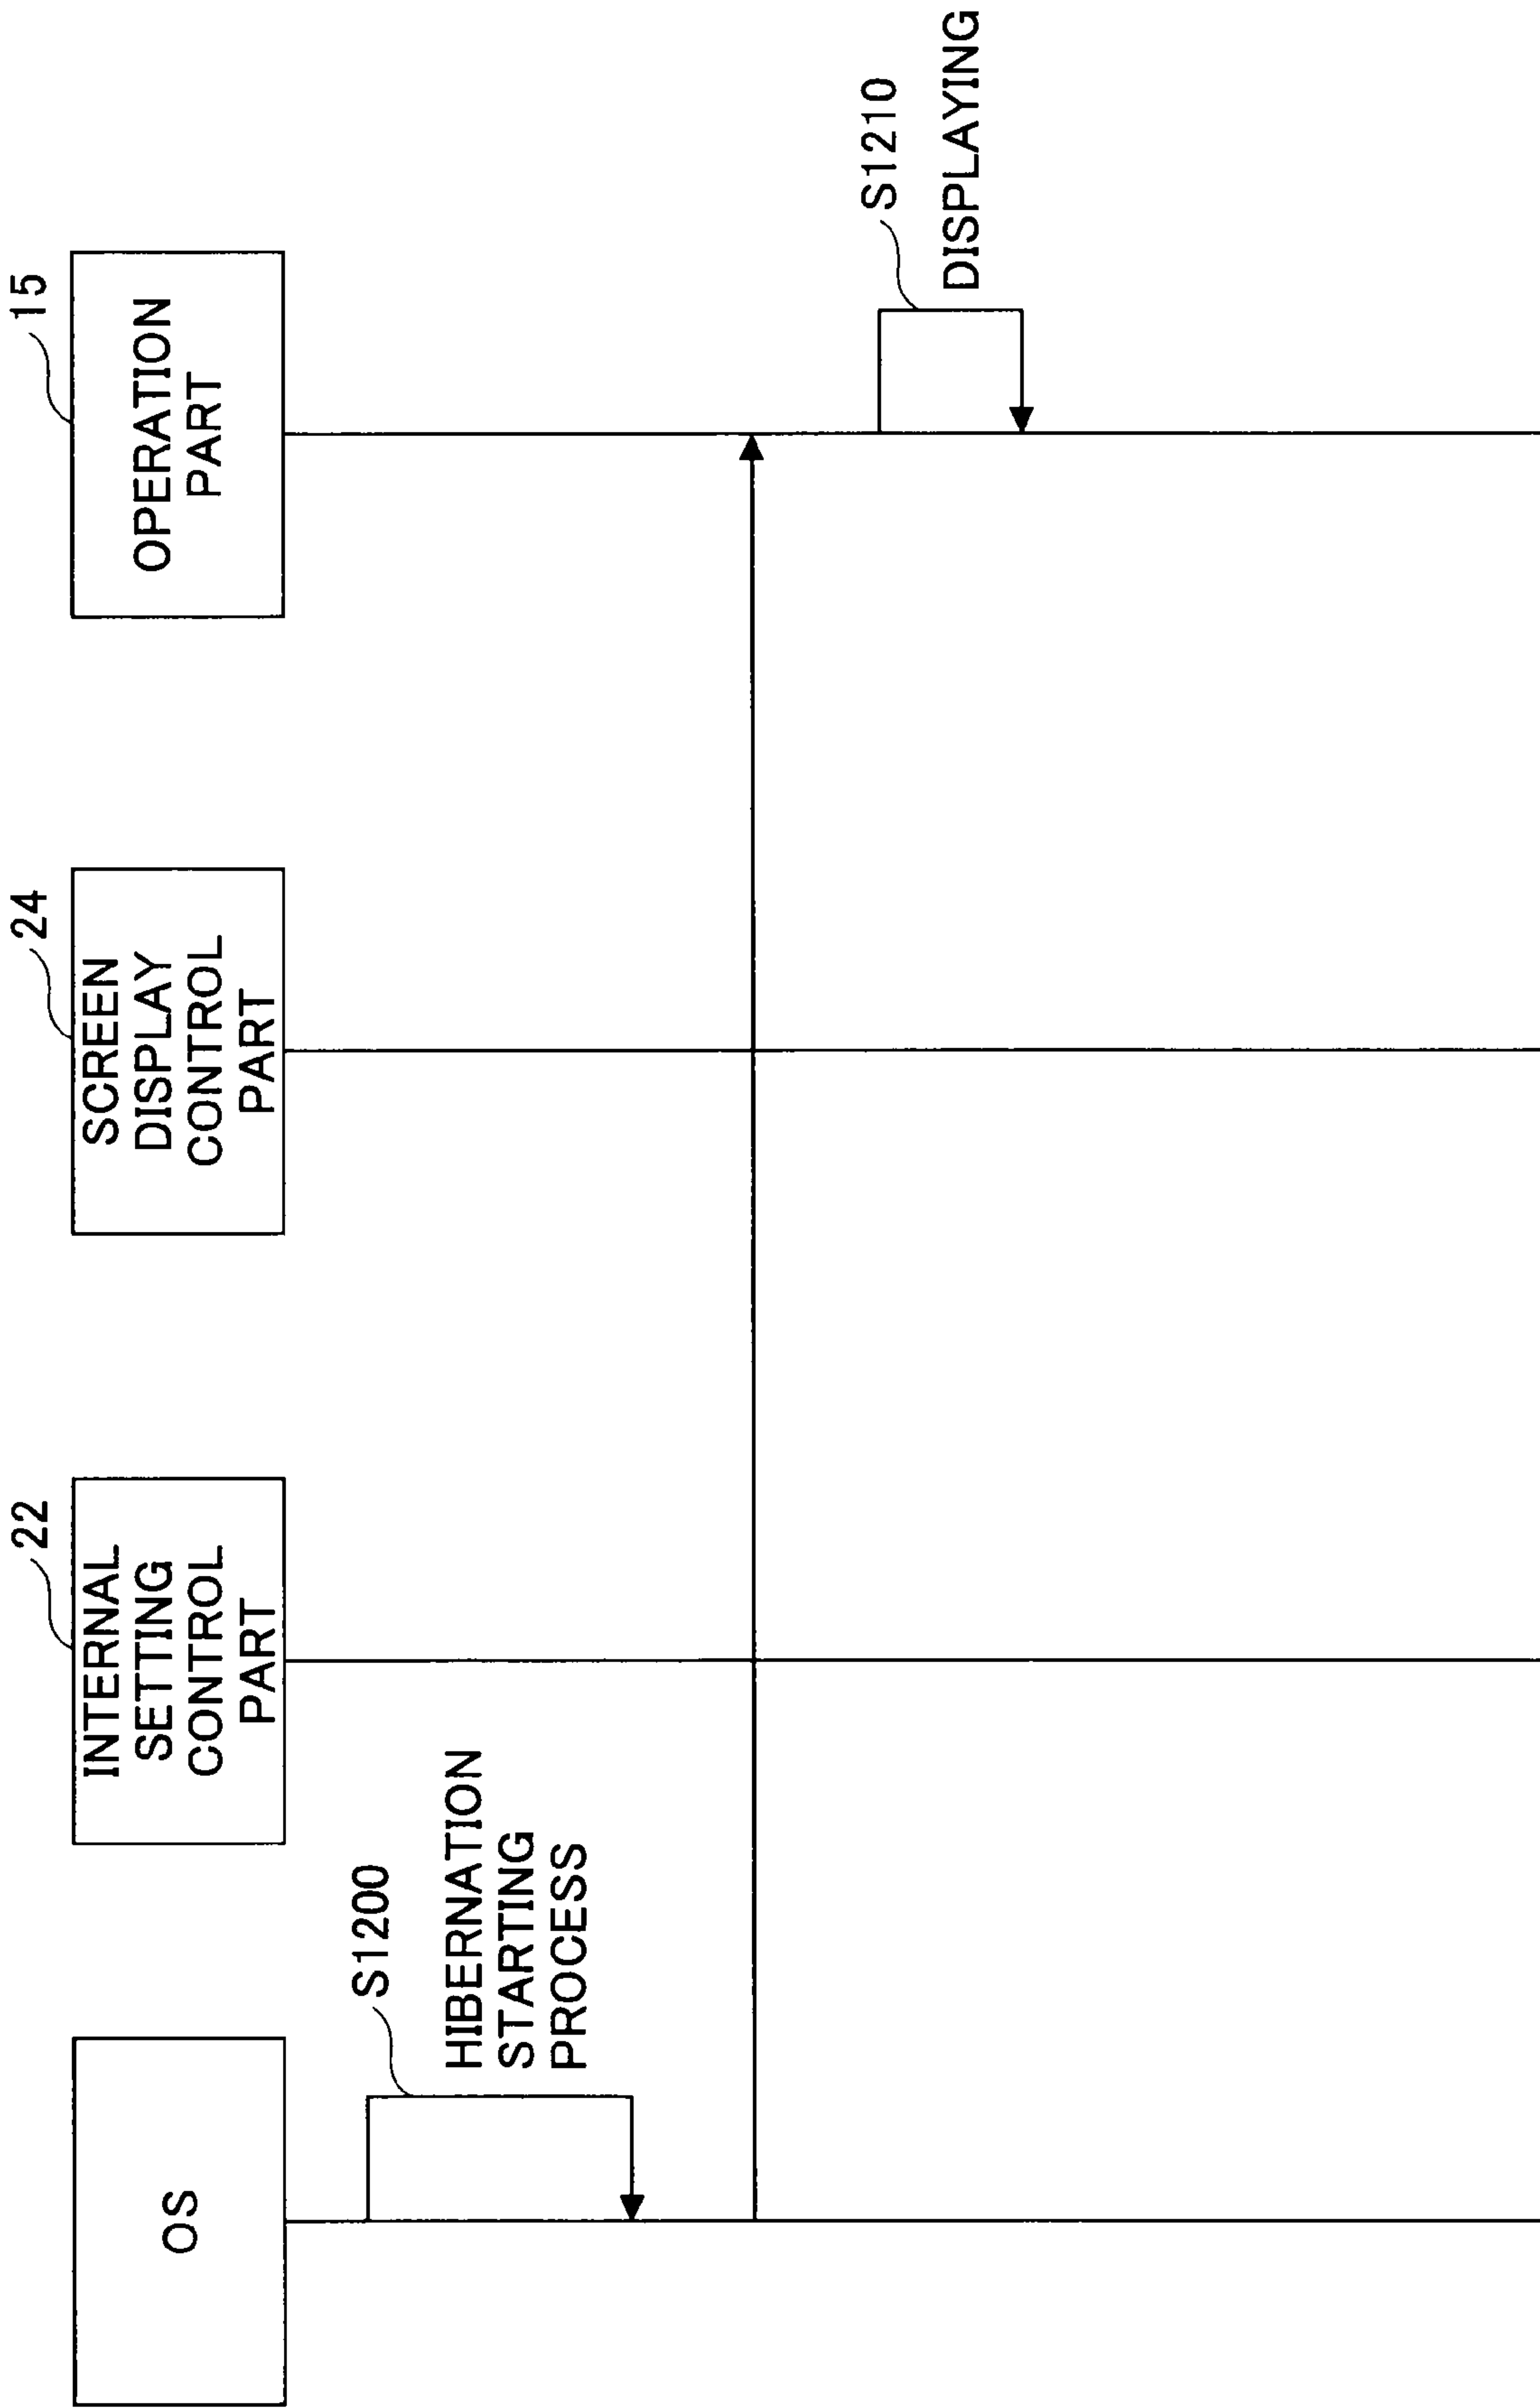 OS
22
INTERNAL
SETTING
CONTROL
PART
24
SCREEN
DISPLAY
CONTROL
PART
15
OPERATION
PART
S1200
HIBERNATION
STARTING
PROCESS
S1210
DISPLAYING